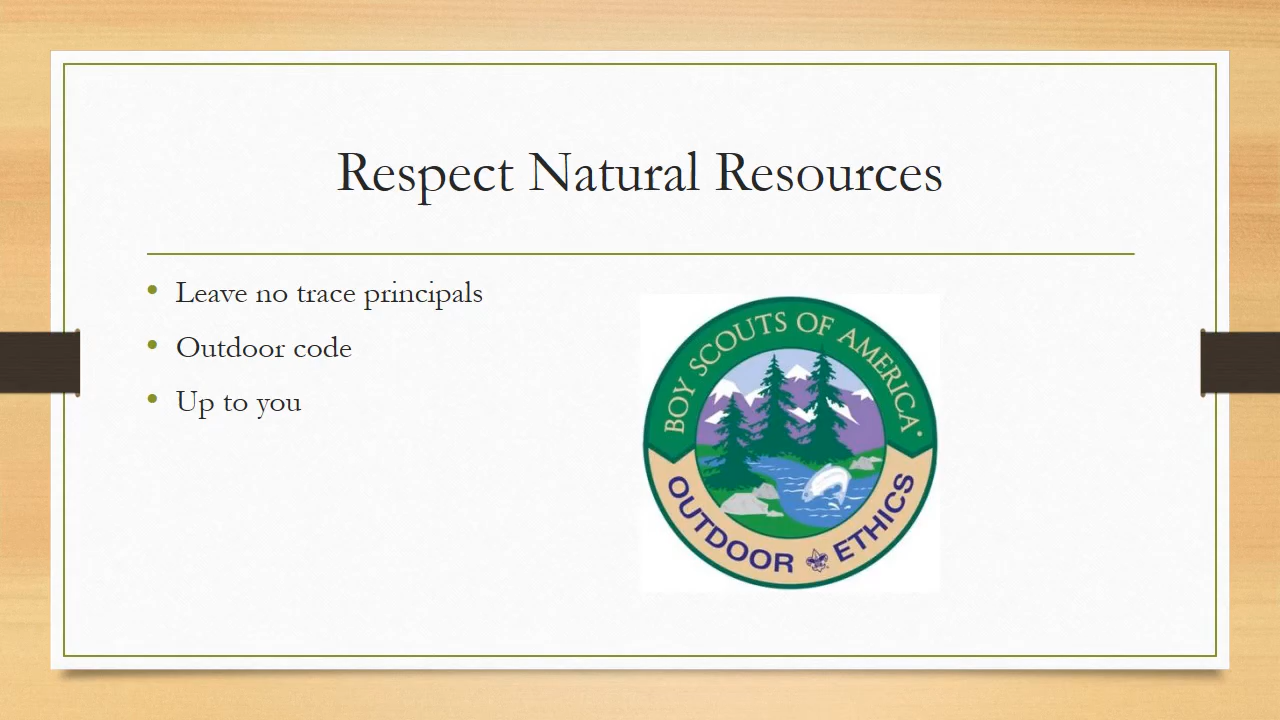 Respect Natural Resources
• Leave no trace principals
• Outdoor code
• Up to you
BOY SCOUTS OF AMERICA
OUTDOOR ETHICS